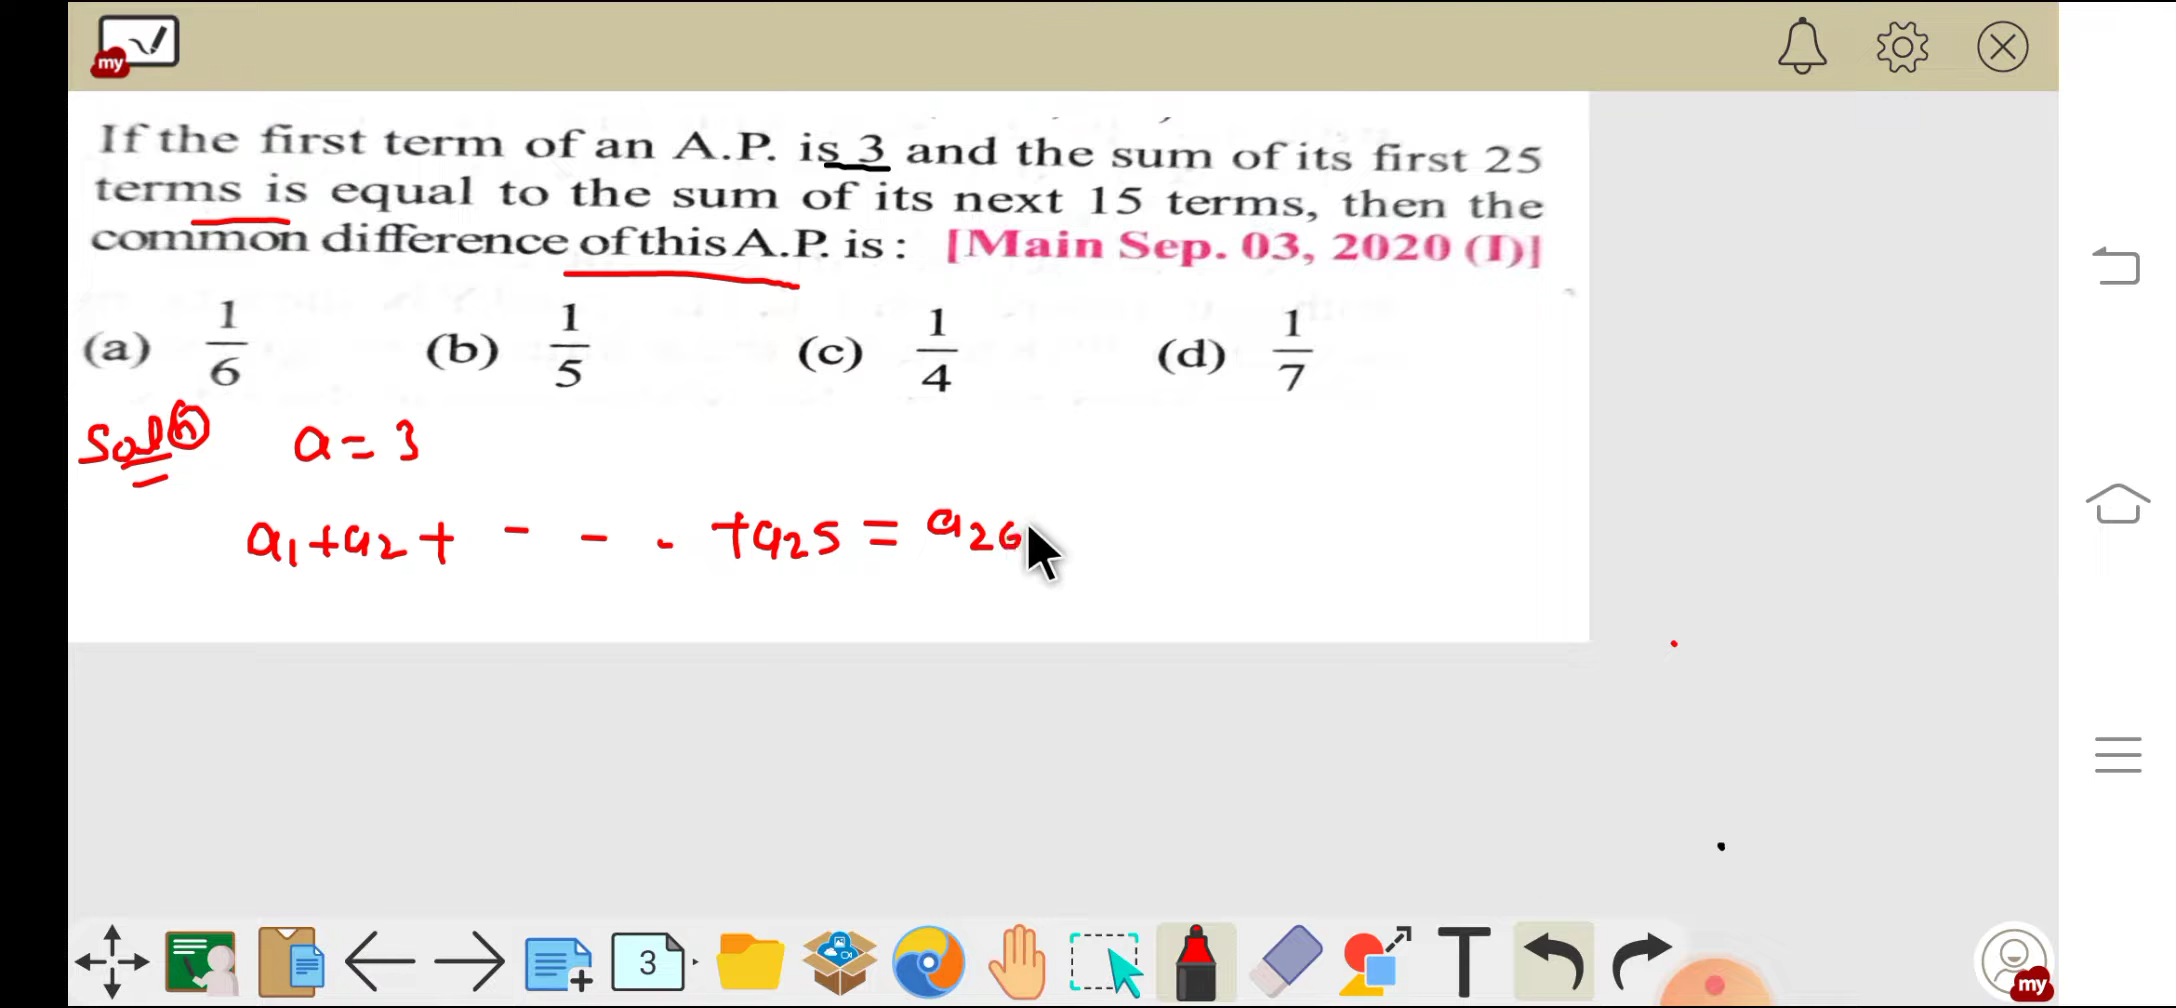 my
If the first term of an A.P. is 3 and the sum of its first 25
terms is equal to the sum of its next 15 terms, then the
common difference of this A.P. is : [Main Sep. 03, 2020 (I)]
(a) 1/6 (b) 1/5 (c) 1/4 (d) 1/7
Solⓝ a = 3
a₁ + a₂ + - - - + a₂₅ = a₂₆
3 T
my